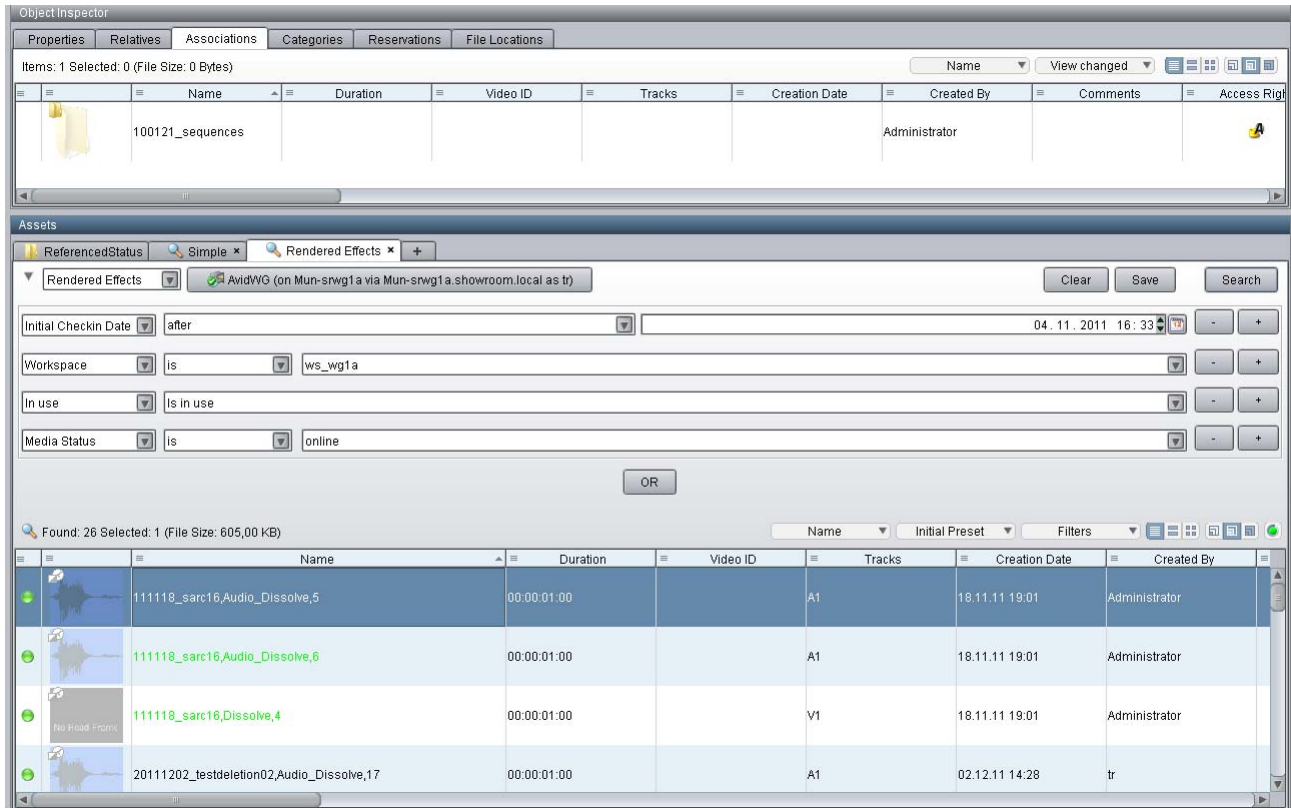 Object Inspector
Properties Relatives Associations Categories Reservations File Locations
Items: 1 Selected: 0 (File Size: 0 Bytes) Name View changed
Name Duration Video ID Tracks Creation Date Created By Comments Access Righ
100121_sequences Administrator A
Assets
ReferencedStatus Simple × Rendered Effects × +
Rendered Effects AvidWG (on Mun-srwg1a via Mun-srwg1a.showroom.local as tr) Clear Save Search
Initial Checkin Date after 04.11.2011 16:33 12 - +
Workspace is ws_wg1a - +
In use Is in use - +
Media Status is online - +
OR
Found: 26 Selected: 1 (File Size: 605,00 KB) Name Initial Preset Filters
Name Duration Video ID Tracks Creation Date Created By
111118_sarc16,Audio_Dissolve,5 00:00:01:00 A1 18.11.11 19:01 Administrator
111118_sarc16,Audio_Dissolve,6 00:00:01:00 A1 18.11.11 19:01 Administrator
No Head Frame 111118_sarc16,Dissolve,4 00:00:01:00 V1 18.11.11 19:01 Administrator
20111202_testdeletion02,Audio_Dissolve,17 00:00:01:00 A1 02.12.11 14:28 tr